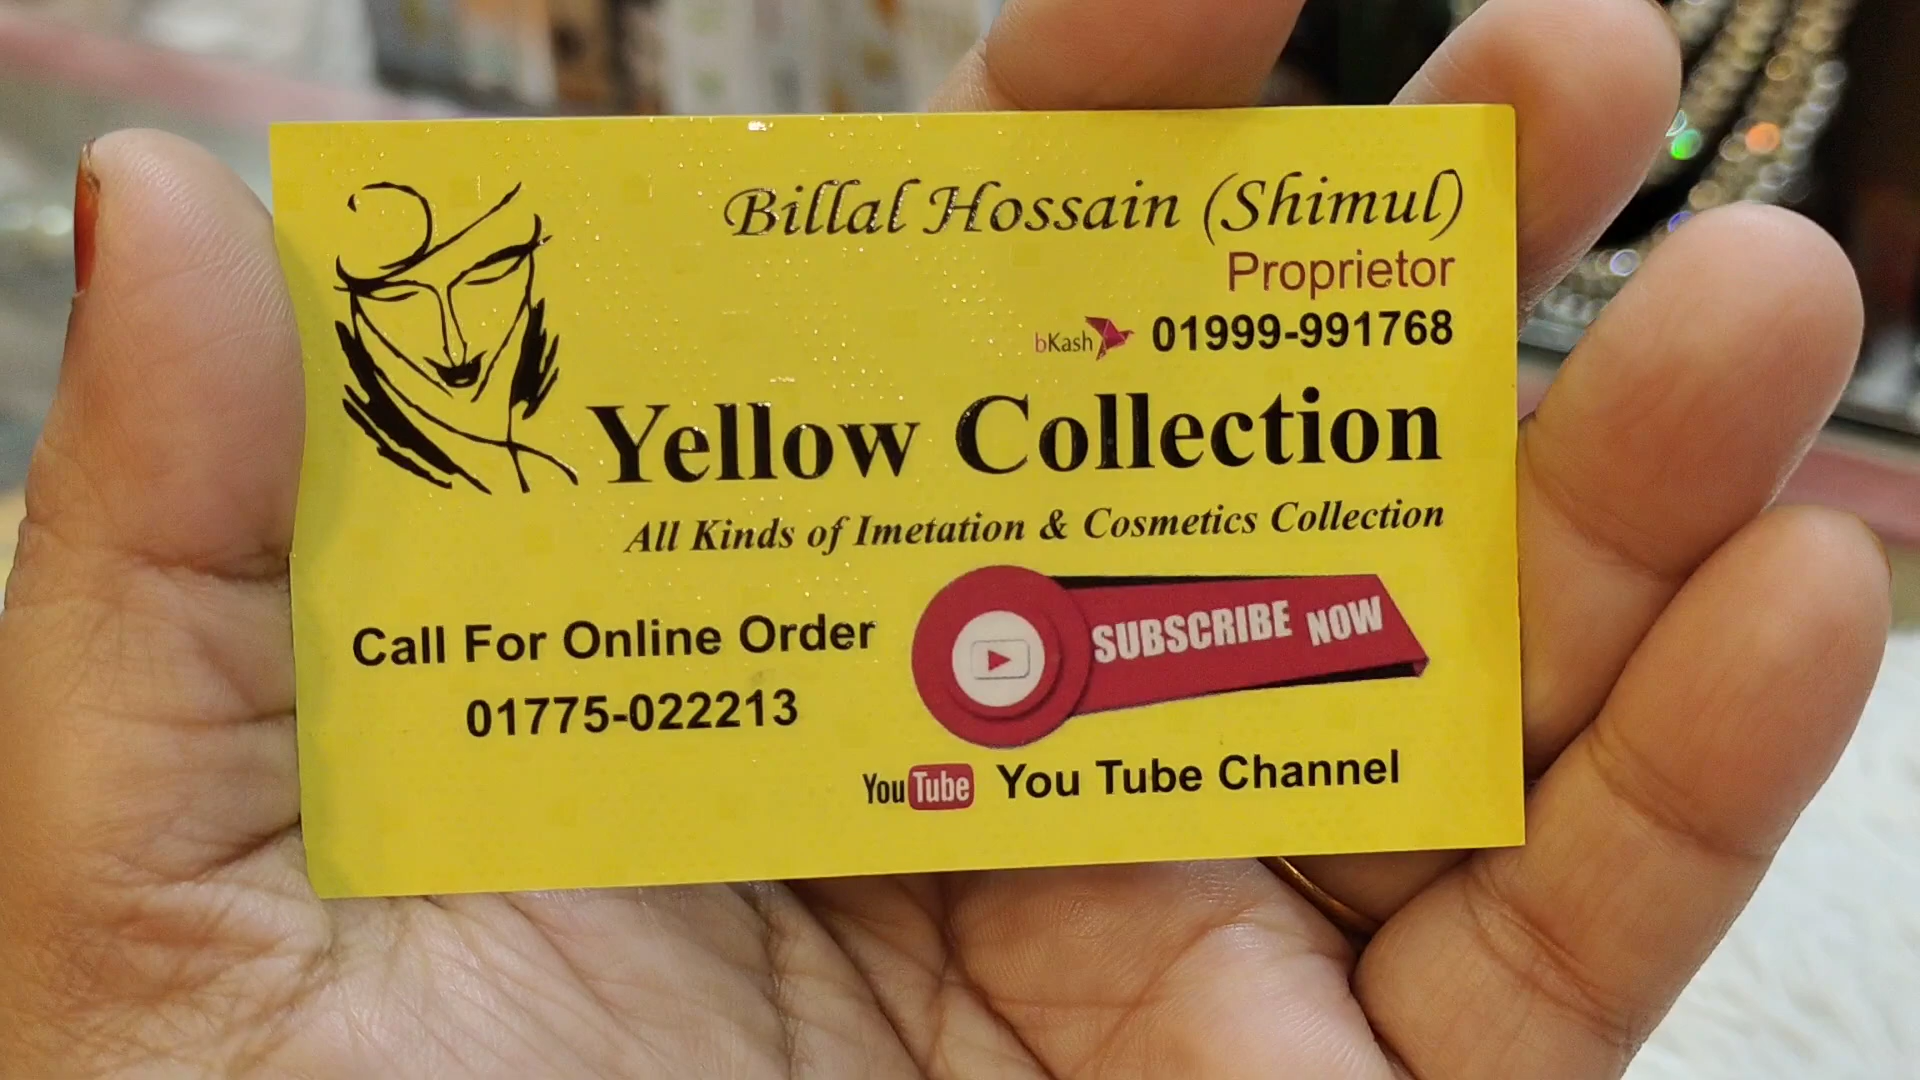 Billal Hossain (Shimul)
Proprietor
bKash 01999-991768
Yellow Collection
All Kinds of Imetation & Cosmetics Collection
Call For Online Order
01775-022213
SUBSCRIBE NOW
YouTube You Tube Channel